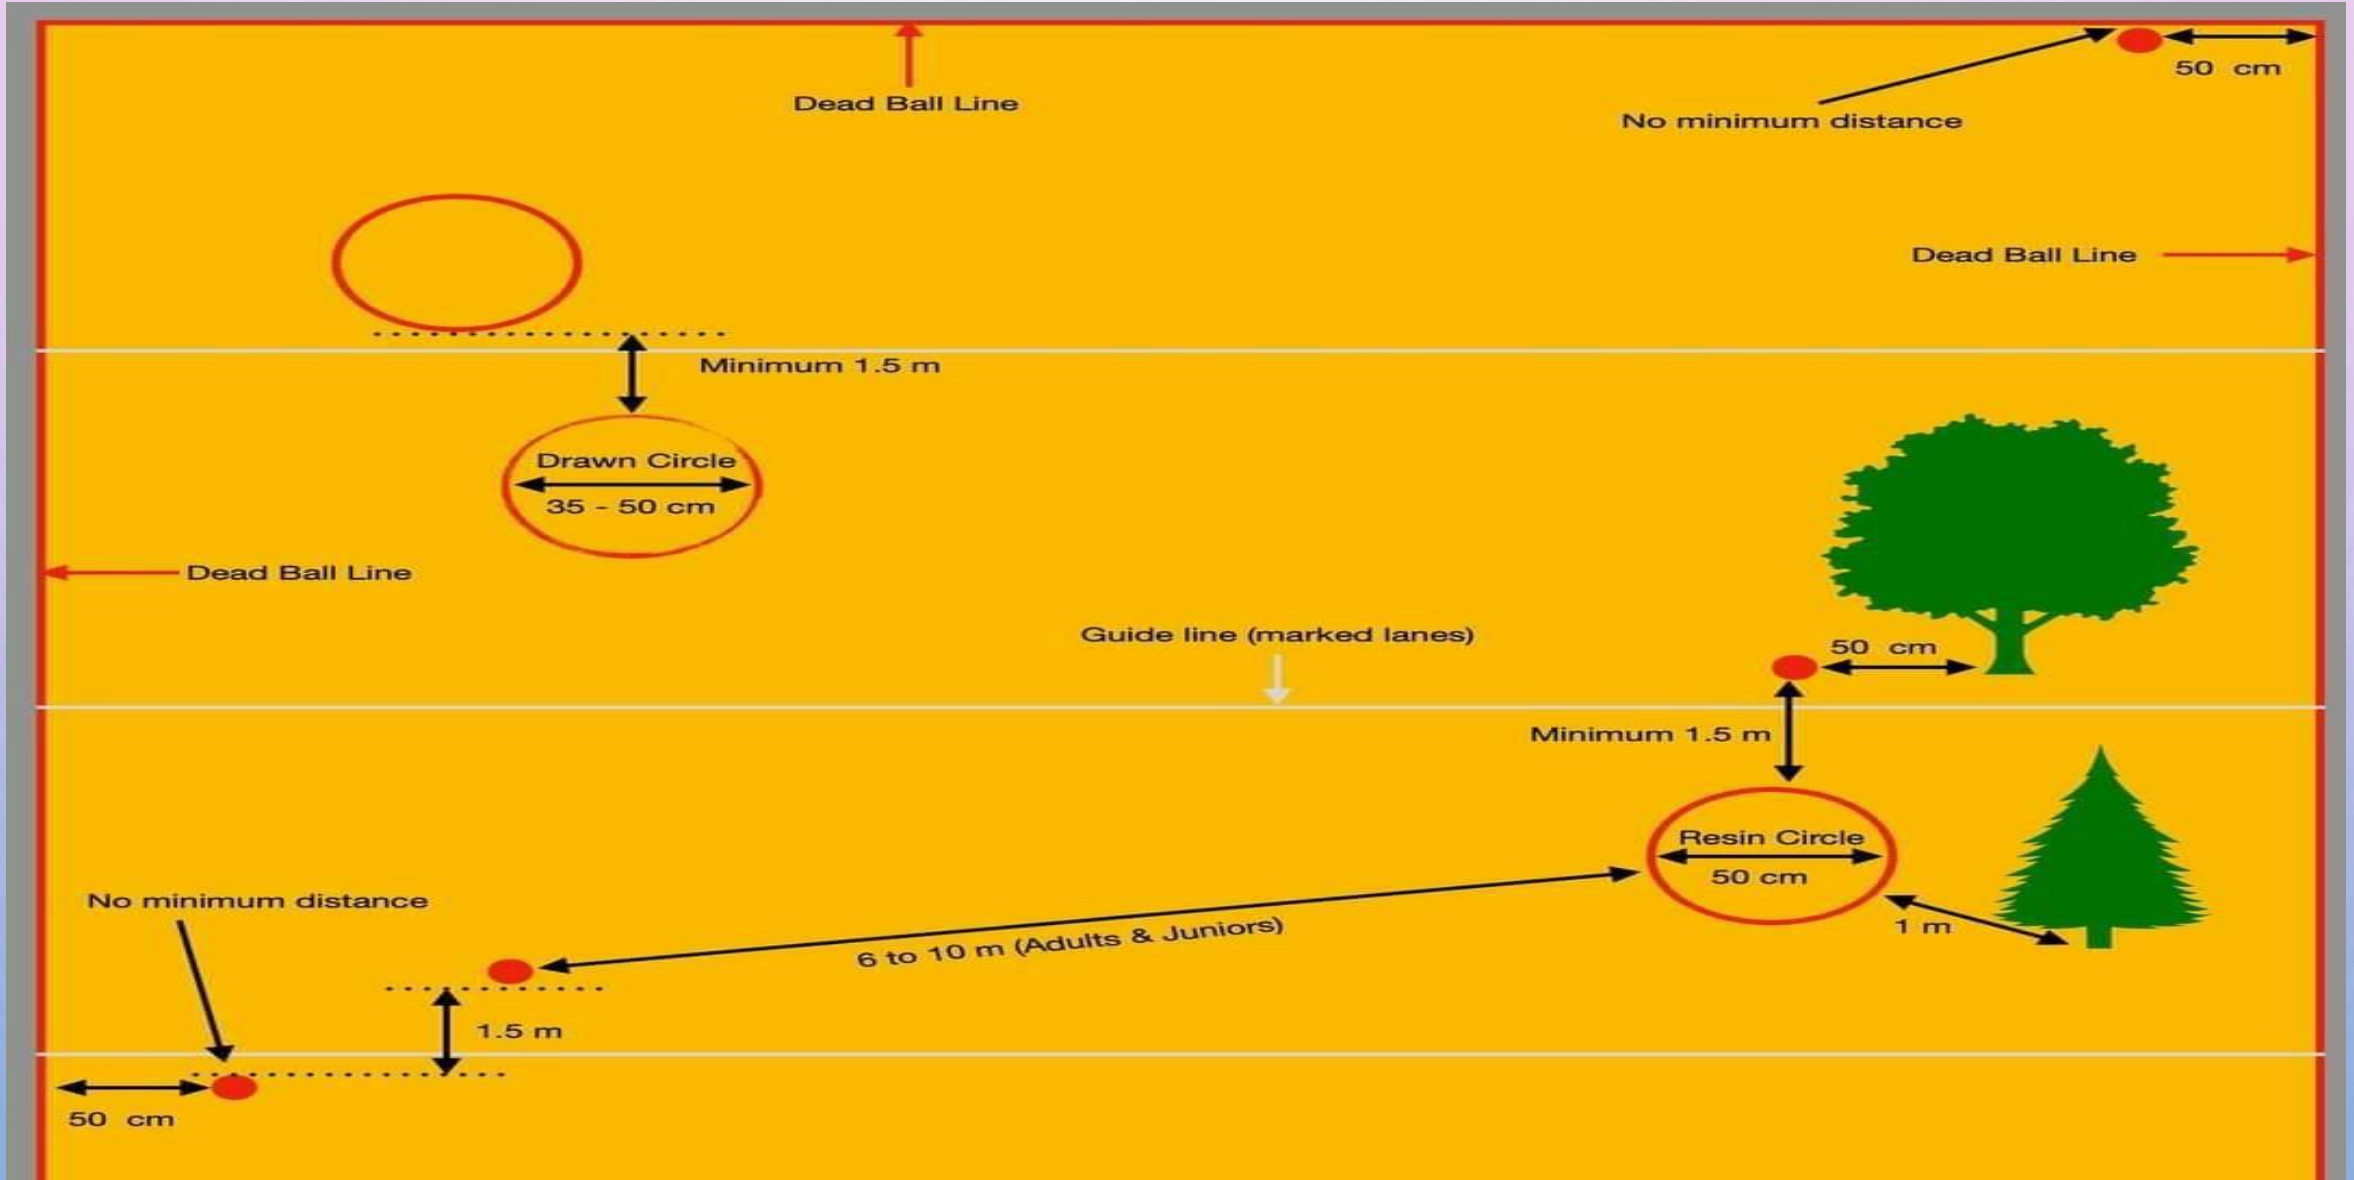 50 cm
Dead Ball Line
No minimum distance
Dead Ball Line
Minimum 1.5 m
Drawn Circle
35 - 50 cm
Dead Ball Line
Guide line (marked lanes)
50 cm
Minimum 1.5 m
Resin Circle
50 cm
No minimum distance
1 m
6 to 10 m (Adults & Juniors)
1.5 m
50 cm